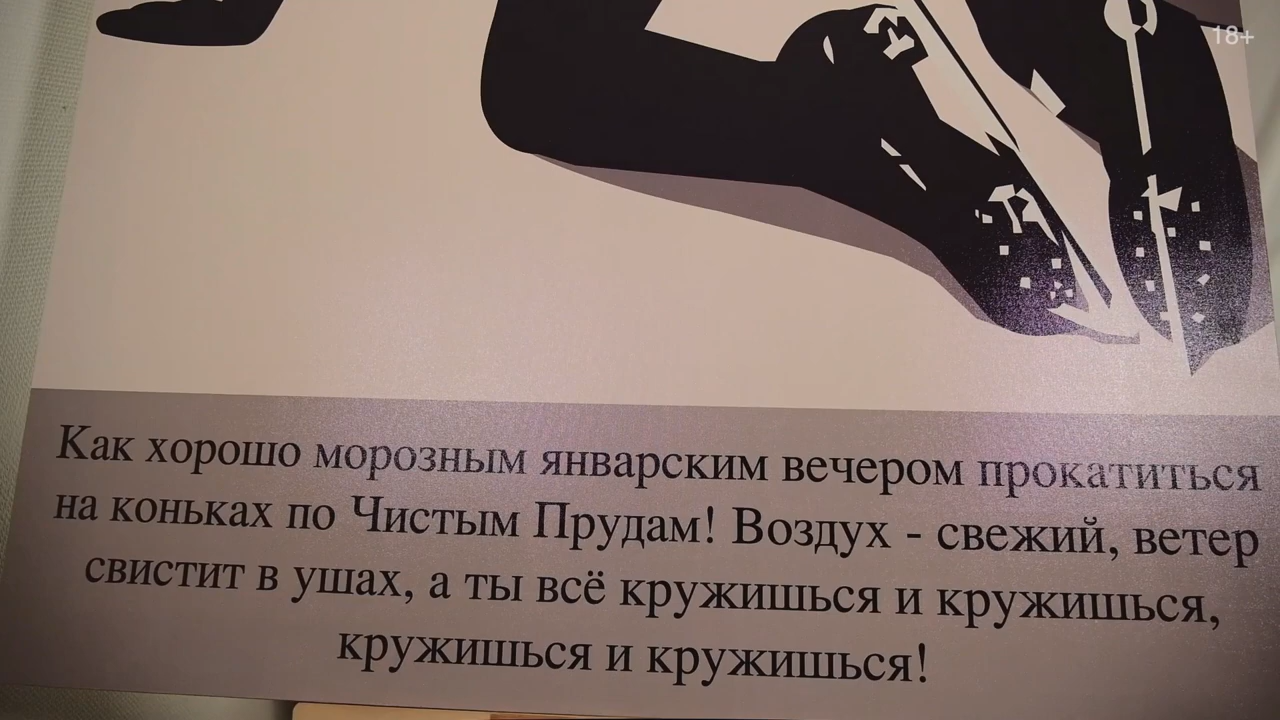 18+
Как хорошо морозным январским вечером прокатиться
на коньках по Чистым Прудам! Воздух - свежий, ветер
свистит в ушах, а ты всё кружишься и кружишься,
кружишься и кружишься!